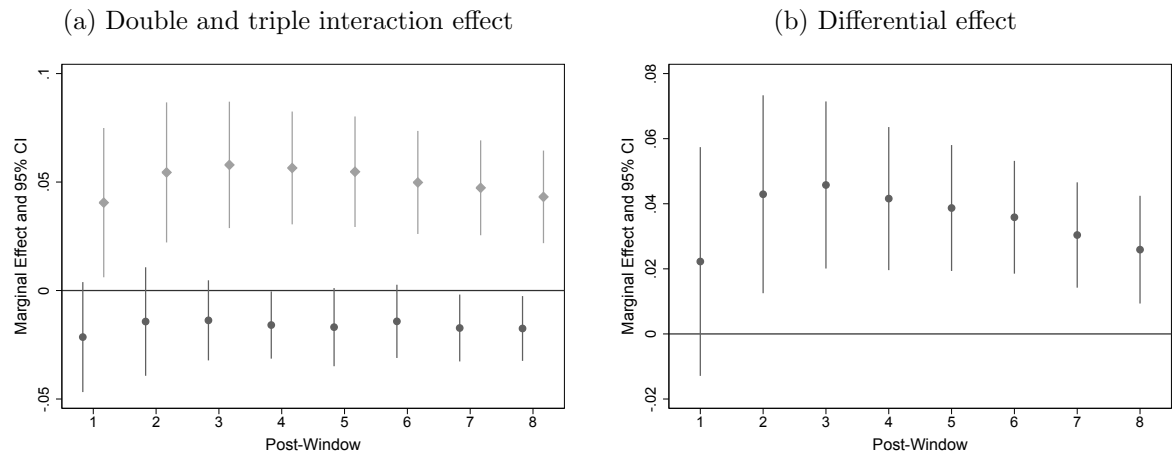 (a) Double and triple interaction effect
Marginal Effect and 95% CI
.1
.05
0
-.05
1 2 3 4 5 6 7 8
Post-Window
(b) Differential effect
Marginal Effect and 95% CI
.08
.06
.04
.02
0
-.02
1 2 3 4 5 6 7 8
Post-Window